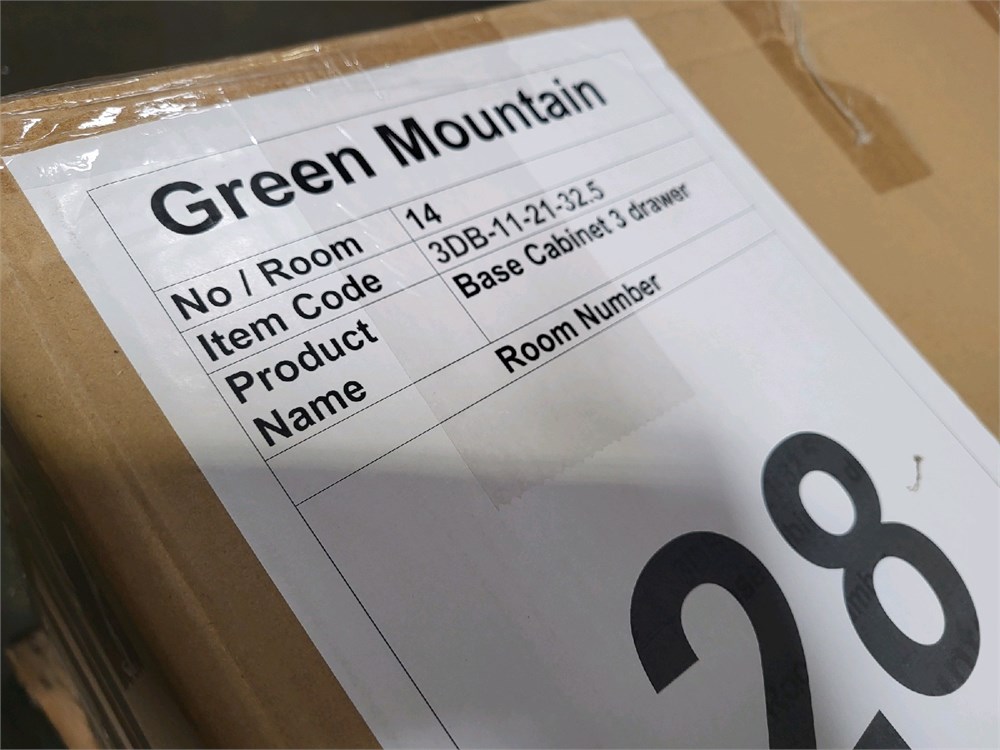 Green Mountain
No / Room 14
Item Code 3DB-11-21-32.5
Product Name Base Cabinet 3 drawer
Room Number
28